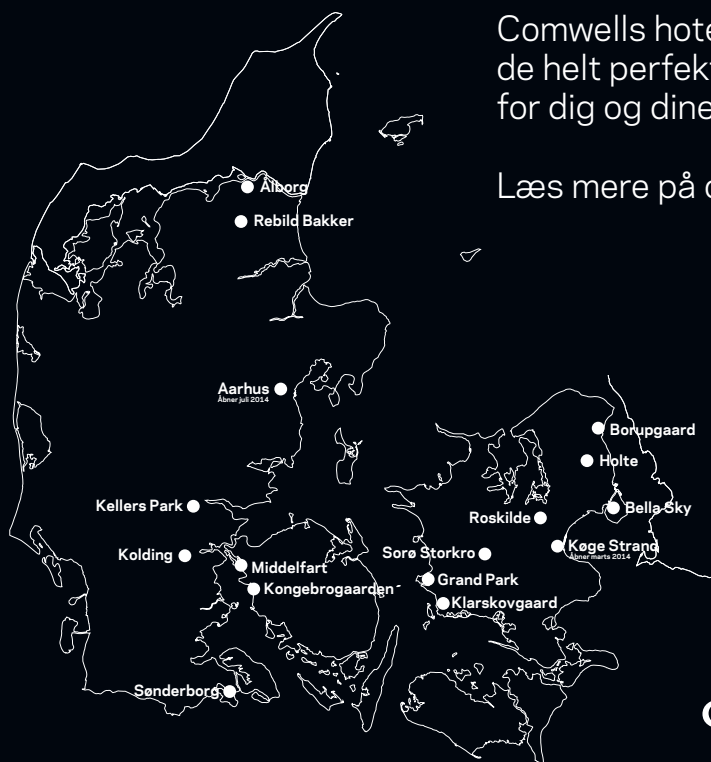 Comwells hote
de helt perfekt
for dig og dine
Læs mere på
Ålborg
Rebild Bakker
Aarhus
Åbner juli 2014
Borupgaard
Holte
Kellers Park
Bella Sky
Roskilde
Kolding
Sorø Storkro
Køge Strand
Åbner marts 2014
Middelfart
Grand Park
Kongebrogaarden
Klarskovgaard
Sønderborg